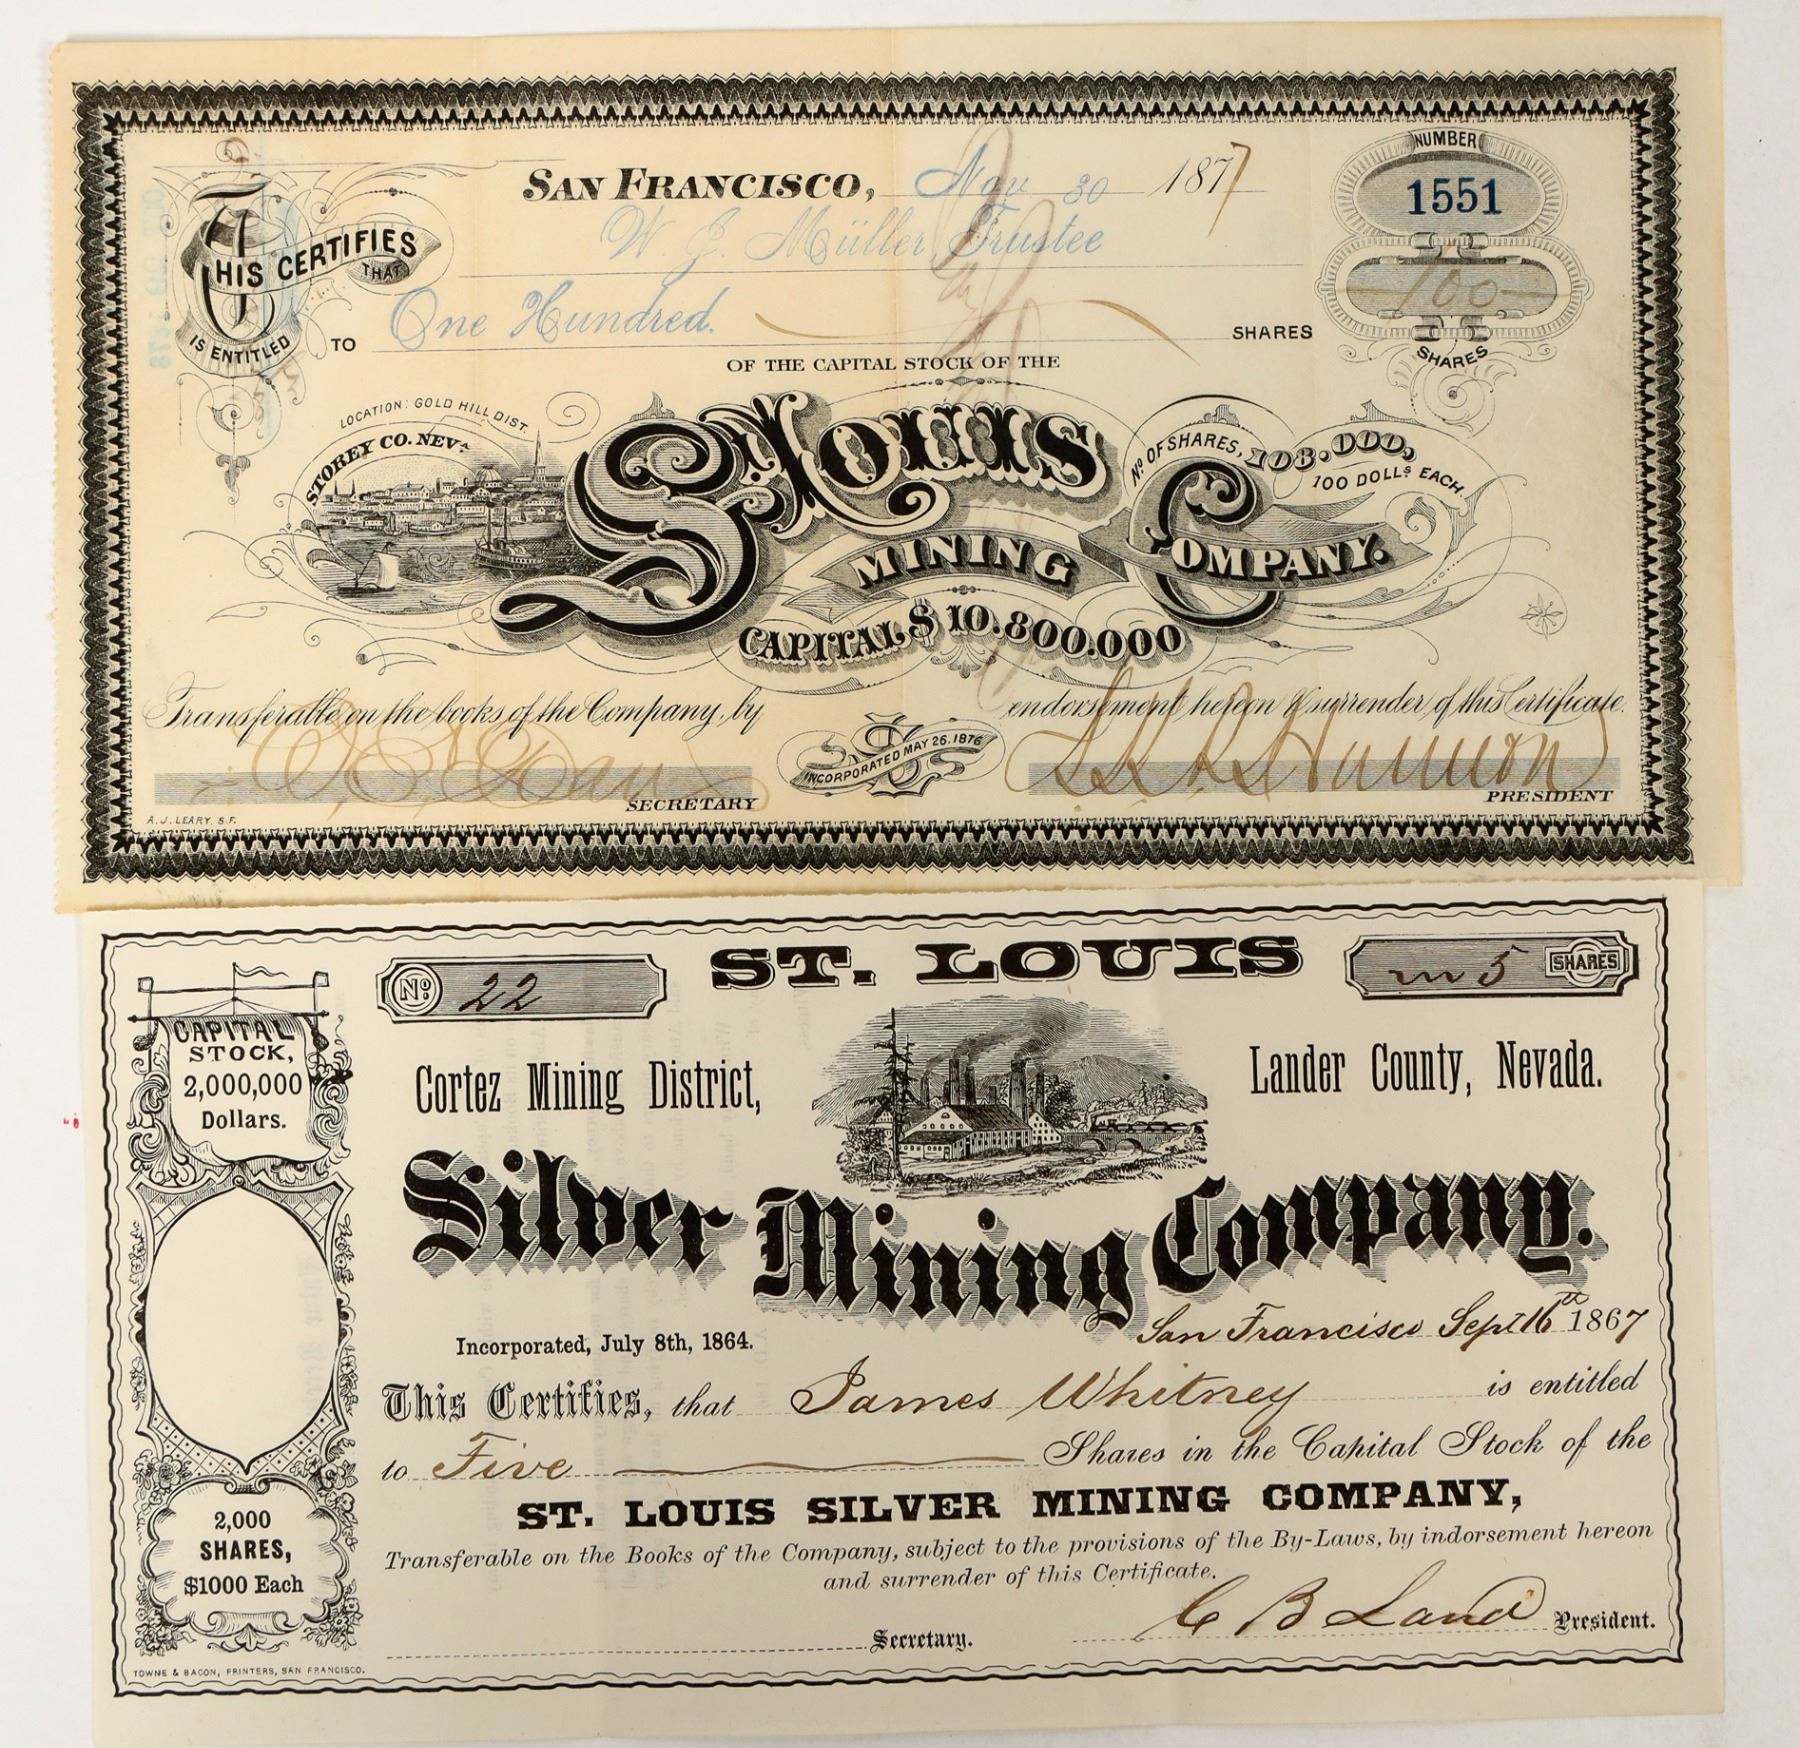 SAN FRANCISCO, Nov 30 1877
NUMBER
1551
THIS CERTIFIES
THAT
W. J. Müller, Trustee
IS ENTITLED
TO One Hundred. SHARES
100
SHARES
OF THE CAPITAL STOCK OF THE
LOCATION: GOLD HILL DIST.
STOREY CO. NEVA.
ST. LOUIS
MINING COMPANY.
No OF SHARES, 108.000,
100 DOLLS EACH.
CAPITAL $10.800.000
Transferable on the books of the Company, by endorsement hereon & surrender of this Certificate.
INCORPORATED MAY 26. 1876
SECRETARY
PRESIDENT
A. J. LEARY, S.F.
No. 22
ST. LOUIS
5 SHARES
CAPITAL
STOCK,
2,000,000
Dollars.
Cortez Mining District,
Lander County, Nevada.
Silver Mining Company.
San Francisco Sept 16th 1867
Incorporated, July 8th, 1864.
This Certifies, that James Whitney is entitled
to Five Shares in the Capital Stock of the
ST. LOUIS SILVER MINING COMPANY,
Transferable on the Books of the Company, subject to the provisions of the By-Laws, by indorsement hereon
and surrender of this Certificate.
2,000
SHARES,
$1000 Each
Secretary.
C B Land President.
TOWNE & BACON, PRINTERS, SAN FRANCISCO.